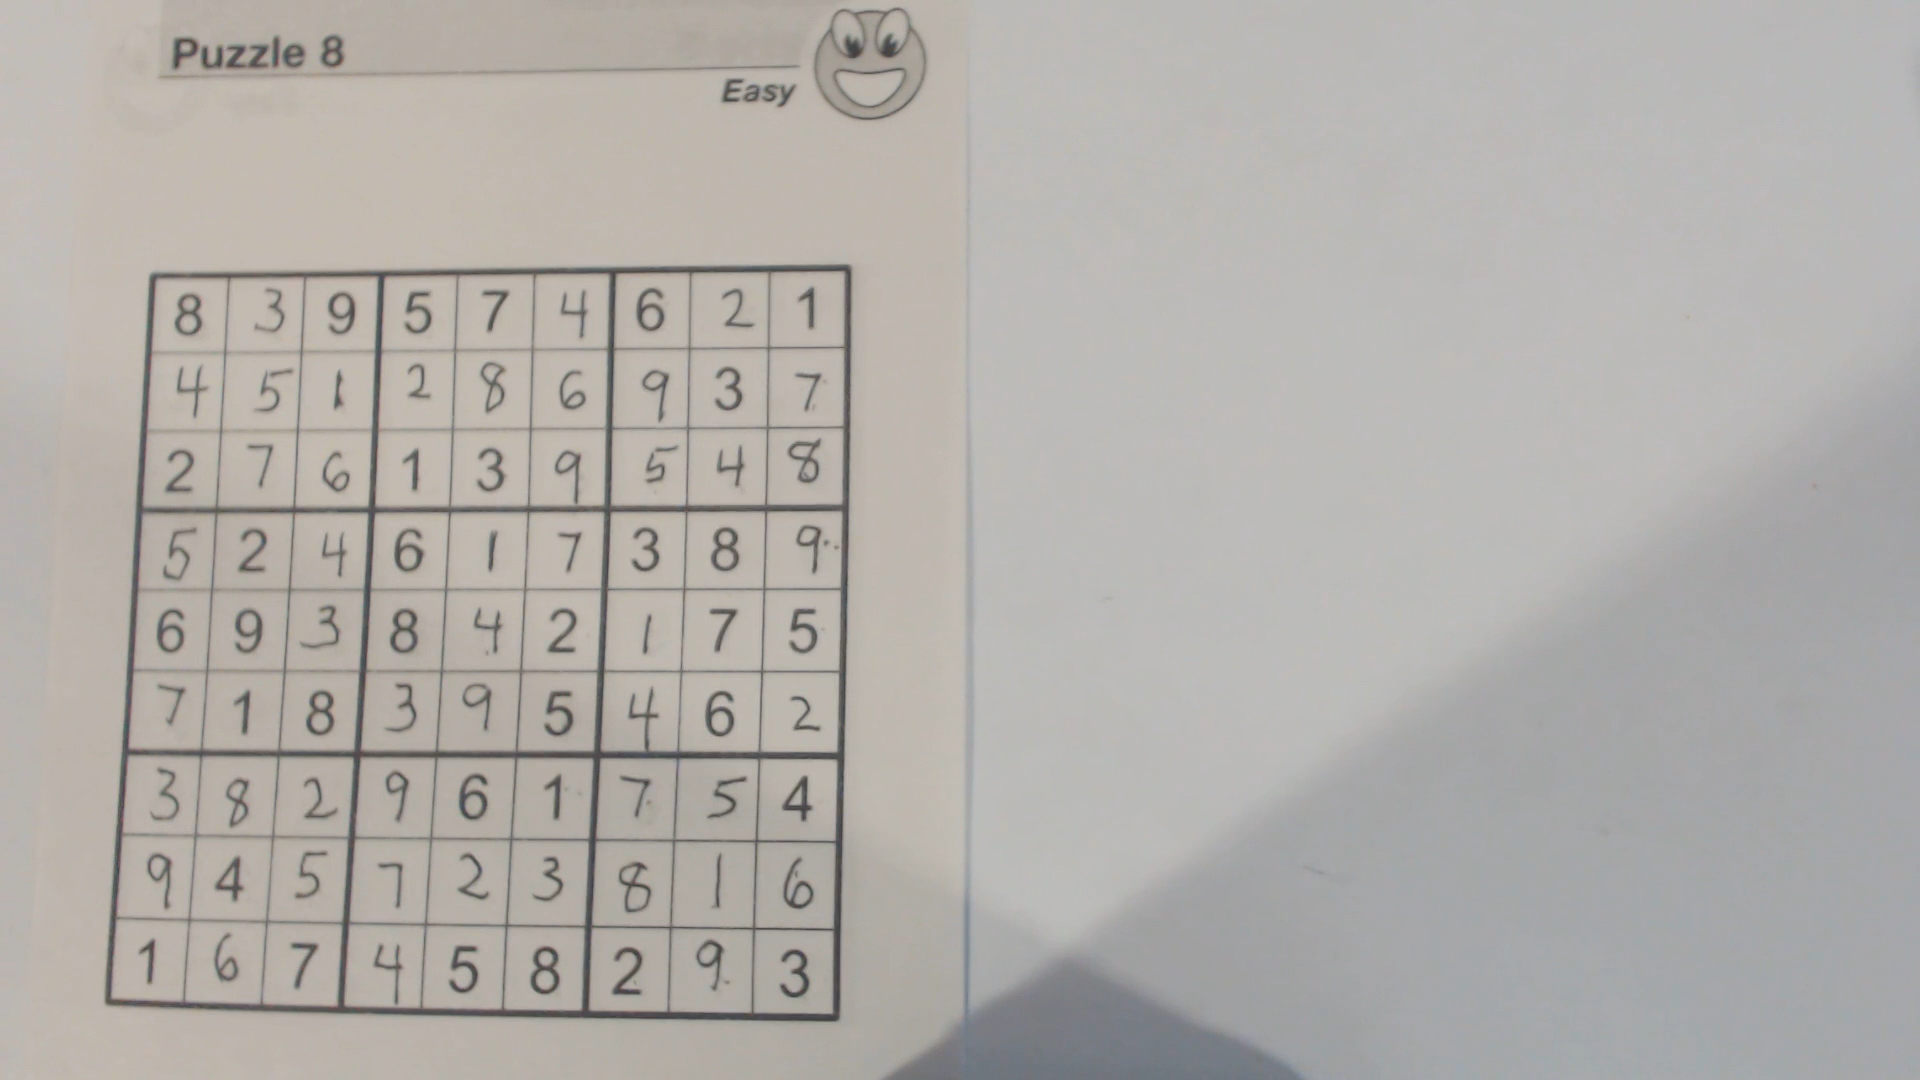 Puzzle 8
Easy
8 3 9 5 7 4 6 2 1
4 5 1 2 8 6 9 3 7
2 7 6 1 3 9 5 4 8
5 2 4 6 1 7 3 8 9
6 9 3 8 4 2 1 7 5
7 1 8 3 9 5 4 6 2
3 8 2 9 6 1 7 5 4
9 4 5 7 2 3 8 1 6
1 6 7 4 5 8 2 9 3